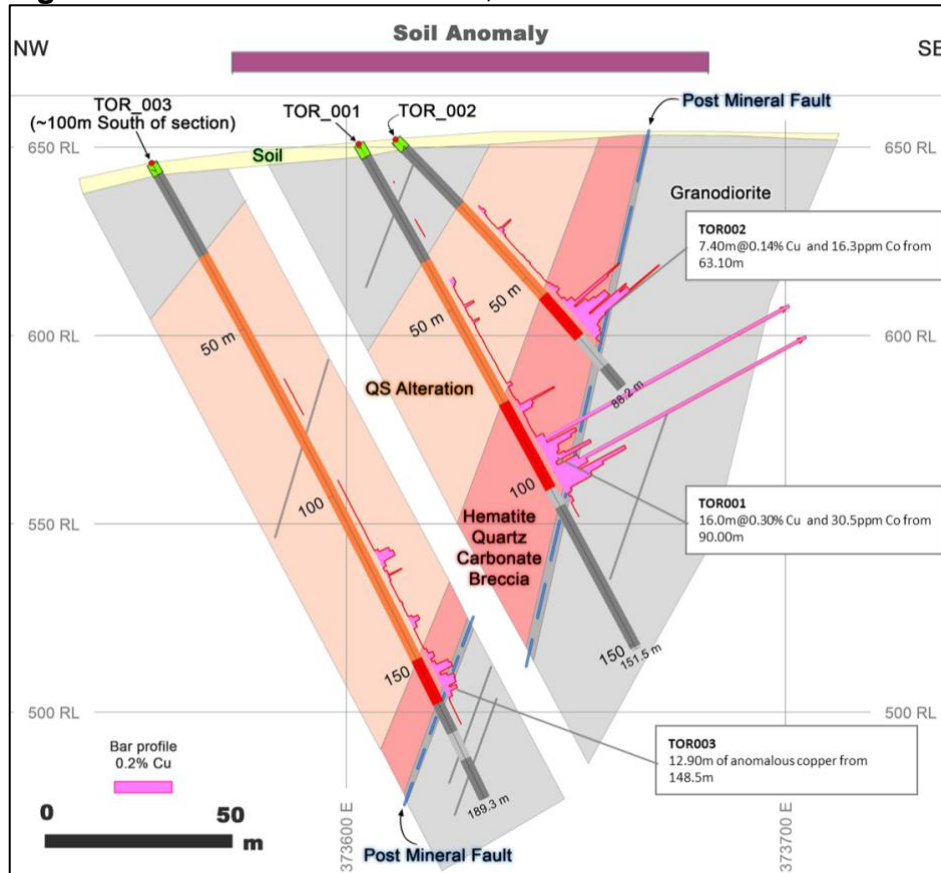 NW
Soil Anomaly
SE
TOR_003
(~100m South of section)
TOR_001
TOR_002
Post Mineral Fault
650 RL
Soil
650 RL
Granodiorite
TOR002
7.40m@0.14% Cu and 16.3ppm Co from
63.10m
50 m
50 m
50 m
600 RL
600 RL
QS Alteration
88.2 m
100
100
TOR001
16.0m@0.30% Cu and 30.5ppm Co from
90.00m
Hematite
Quartz
Carbonate
Breccia
550 RL
550 RL
150
151.5 m
150
500 RL
500 RL
TOR003
12.90m of anomalous copper from
148.5m
Bar profile
0.2% Cu
189.3 m
0
50
m
373600 E
373700 E
Post Mineral Fault